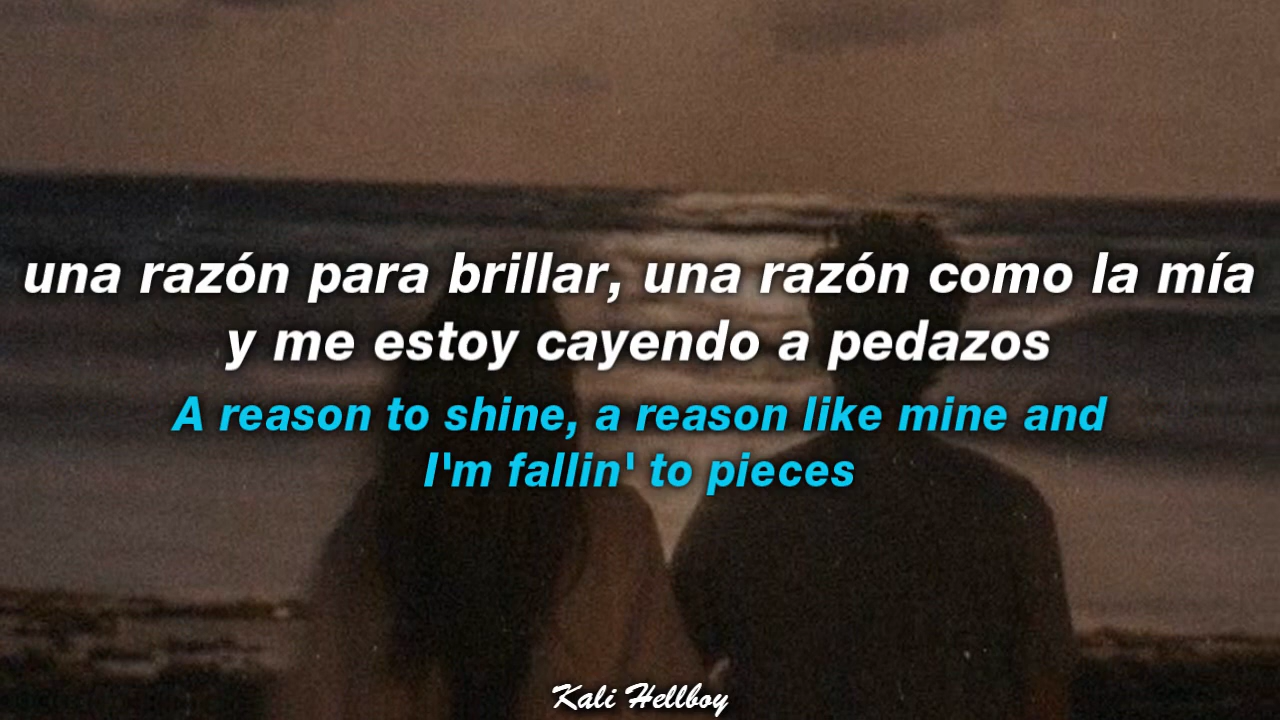 una razón para brillar, una razón como la mía
y me estoy cayendo a pedazos
A reason to shine, a reason like mine and
I'm fallin' to pieces
Kali Hellboy